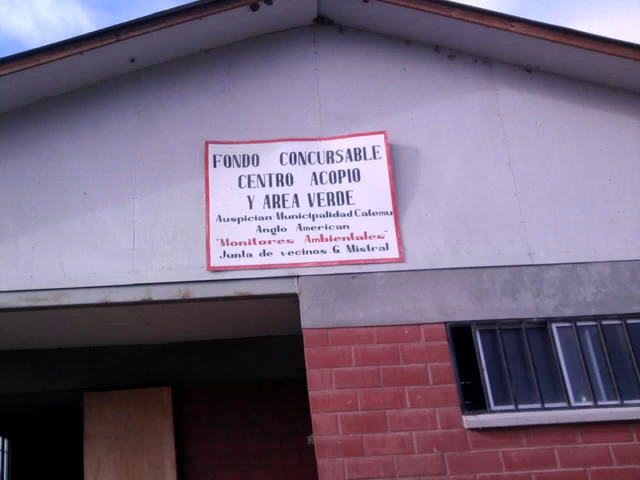 FONDO CONCURSABLE
CENTRO ACOPIO
Y AREA VERDE
Auspician: Municipalidad Catemu
Anglo American
"Monitores Ambientales"
Junta de vecinos G. Mistral